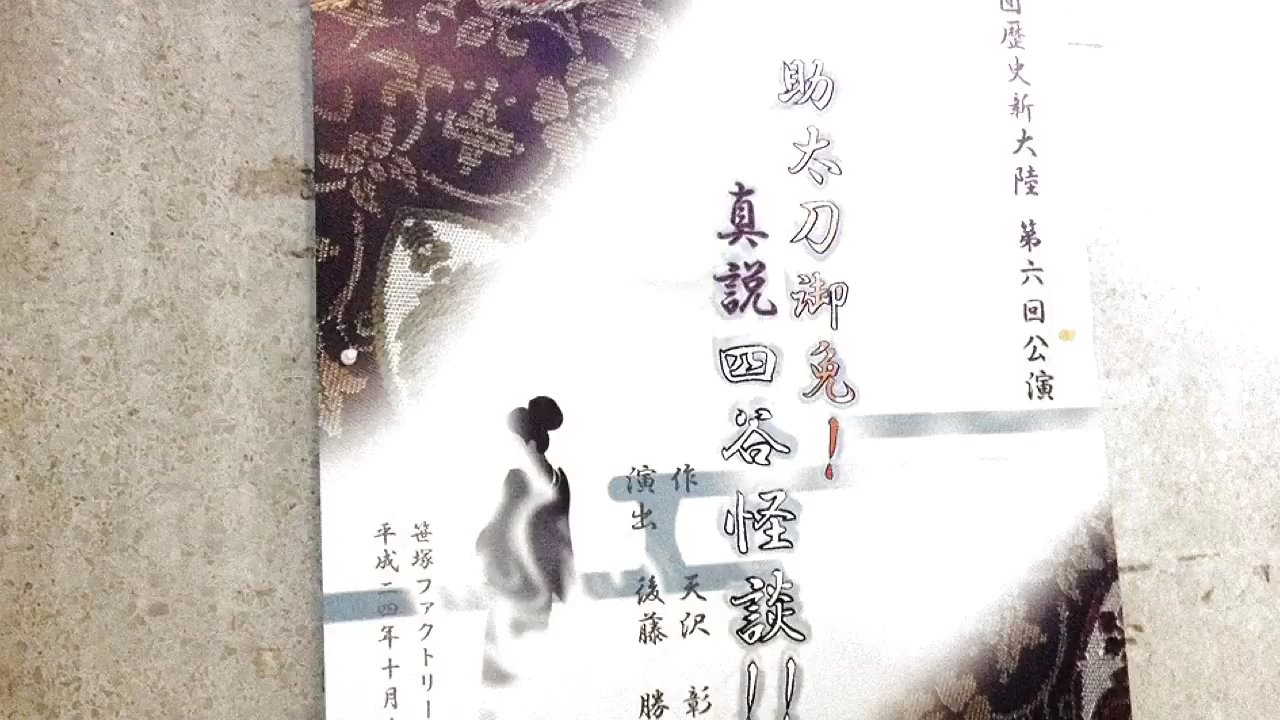 団歴史新大陸 第六回公演
助太刀御免!
真説四谷怪談!!
作 天沢 彰
演出 後藤 勝
笹塚ファクトリー
平成二四年十月